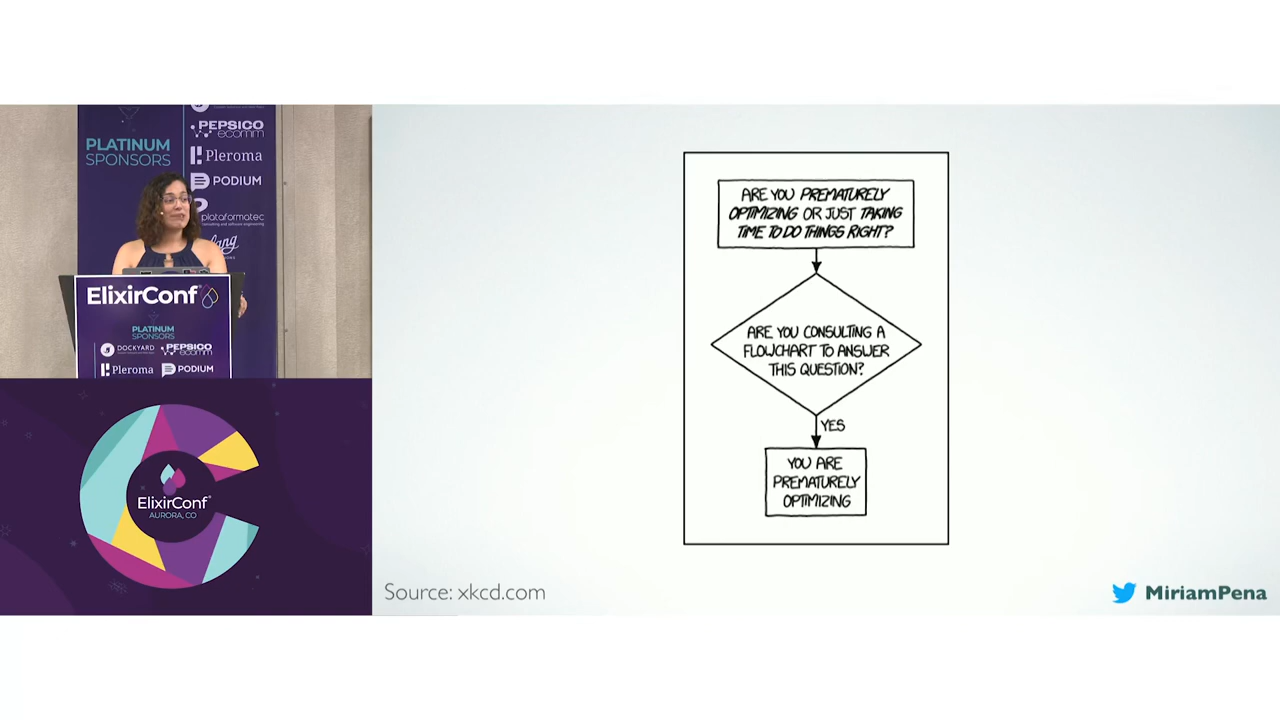 PLATINUM
SPONSORS
PEPSICO
ecomm
Pleroma
PODIUM
plataformatec
ElixirConf
PLATINUM
SPONSORS
DOCKYARD
PEPSICO
ecomm
Pleroma
PODIUM
ElixirConf
AURORA, CO
ARE YOU PREMATURELY
OPTIMIZING OR JUST TAKING
TIME TO DO THINGS RIGHT?
ARE YOU CONSULTING A
FLOWCHART TO ANSWER
THIS QUESTION?
YES
YOU ARE
PREMATURELY
OPTIMIZING
Source: xkcd.com
MiriamPena